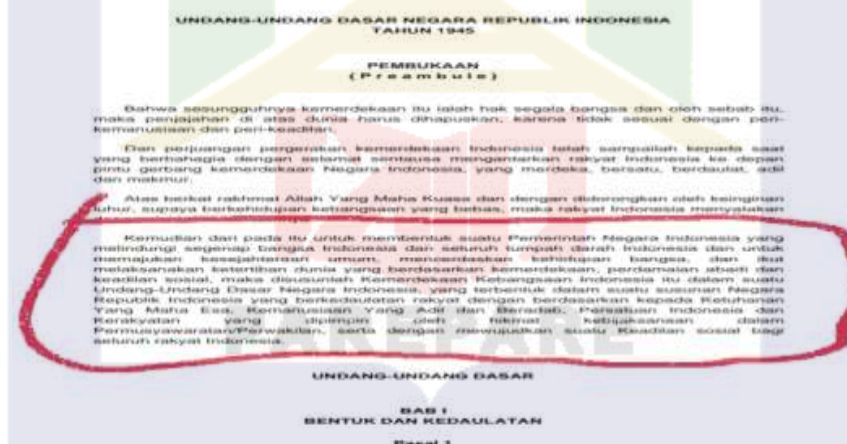 UNDANG-UNDANG DASAR NEGARA REPUBLIK INDONESIA
TAHUN 1945
PEMBUKAAN
(Preambule)
Bahwa sesungguhnya kemerdekaan itu ialah hak segala bangsa dan oleh sebab itu,
maka penjajahan di atas dunia harus dihapuskan, karena tidak sesuai dengan peri-
kemanusiaan dan peri-keadilan.
Dan perjuangan pergerakan kemerdekaan Indonesia telah sampailah kepada saat
yang berbahagia dengan selamat sentausa mengantarkan rakyat Indonesia ke depan
pintu gerbang kemerdekaan Negara Indonesia, yang merdeka, bersatu, berdaulat, adil
dan makmur.
Atas berkat rakhmat Allah Yang Maha Kuasa dan dengan didorongkan oleh keinginan
luhur, supaya berkehidupan kebangsaan yang bebas, maka rakyat Indonesia menyatakan
Kemudian dari pada itu untuk membentuk suatu Pemerintah Negara Indonesia yang
melindungi segenap bangsa Indonesia dan seluruh tumpah darah Indonesia dan untuk
memajukan kesejahteraan umum, mencerdaskan kehidupan bangsa, dan ikut
melaksanakan ketertiban dunia yang berdasarkan kemerdekaan, perdamaian abadi dan
keadilan sosial, maka disusunlah Kemerdekaan Kebangsaan Indonesia itu dalam suatu
Undang-Undang Dasar Negara Indonesia, yang terbentuk dalam suatu susunan Negara
Republik Indonesia yang berkedaulatan rakyat dengan berdasarkan kepada Ketuhanan
Yang Maha Esa, Kemanusiaan Yang Adil dan Beradab, Persatuan Indonesia dan
Kerakyatan yang dipimpin oleh hikmat kebijaksanaan dalam
Permusyawaratan/Perwakilan, serta dengan mewujudkan suatu Keadilan sosial bagi
seluruh rakyat Indonesia.
UNDANG-UNDANG DASAR
BAB I
BENTUK DAN KEDAULATAN
Pasal 1